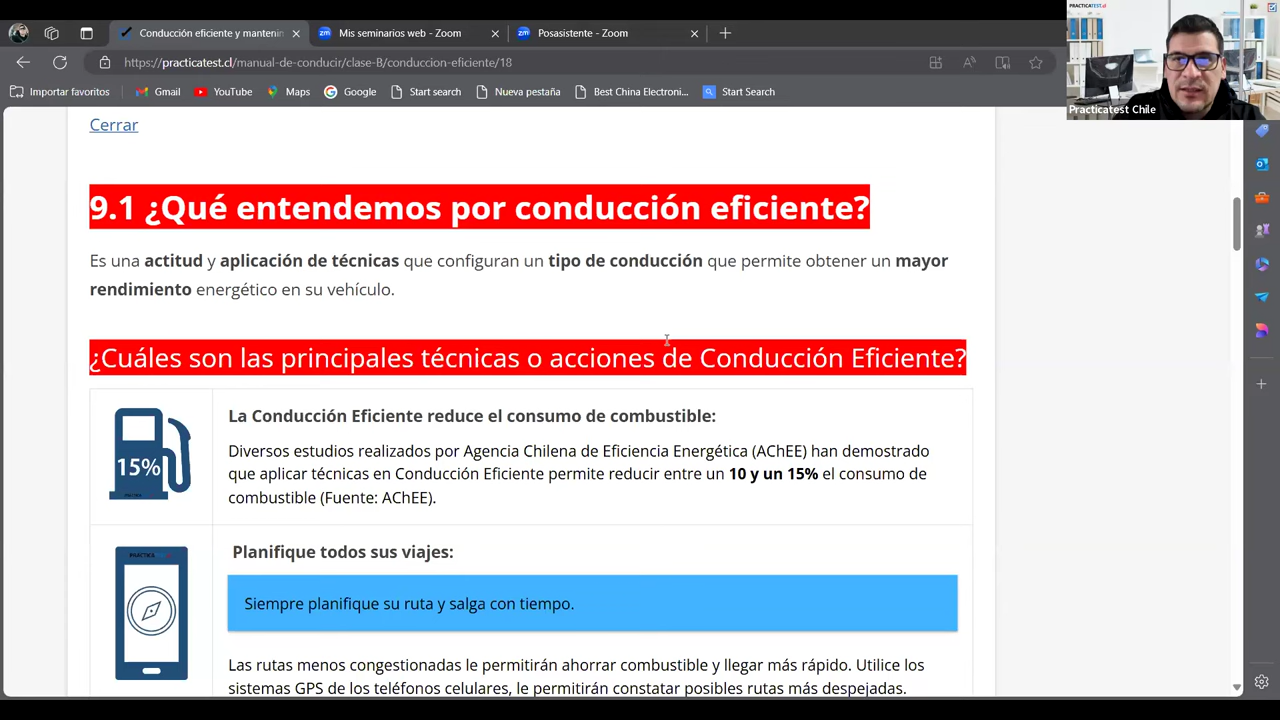 PRACTICATEST.cl
Conducción eficiente y mantenim
Mis seminarios web - Zoom
Posasistente - Zoom
https://practicatest.cl/manual-de-conducir/clase-B/conduccion-eficiente/18
Importar favoritos
Gmail
YouTube
Maps
Google
Start search
Nueva pestaña
Best China Electroni...
Start Search
Practicatest Chile
Cerrar
9.1 ¿Qué entendemos por conducción eficiente?
Es una actitud y aplicación de técnicas que configuran un tipo de conducción que permite obtener un mayor
rendimiento energético en su vehículo.
¿Cuáles son las principales técnicas o acciones de Conducción Eficiente?
15%
La Conducción Eficiente reduce el consumo de combustible:
Diversos estudios realizados por Agencia Chilena de Eficiencia Energética (AChEE) han demostrado
que aplicar técnicas en Conducción Eficiente permite reducir entre un 10 y un 15% el consumo de
combustible (Fuente: AChEE).
Planifique todos sus viajes:
Siempre planifique su ruta y salga con tiempo.
Las rutas menos congestionadas le permitirán ahorrar combustible y llegar más rápido. Utilice los
sistemas GPS de los teléfonos celulares, le permitirán constatar posibles rutas más despejadas.